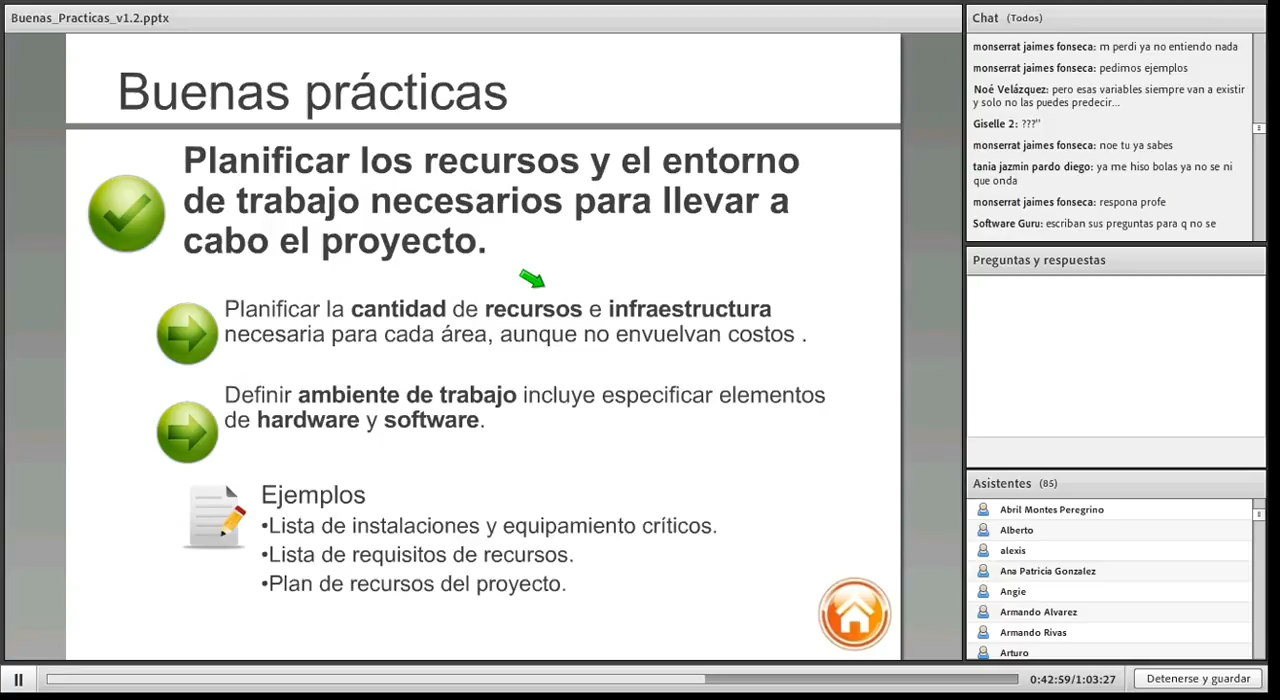 Buenas_Practicas_v1.2.pptx
Buenas prácticas
Planificar los recursos y el entorno
de trabajo necesarios para llevar a
cabo el proyecto.
Planificar la cantidad de recursos e infraestructura
necesaria para cada área, aunque no envuelvan costos .
Definir ambiente de trabajo incluye especificar elementos
de hardware y software.
Ejemplos
•Lista de instalaciones y equipamiento críticos.
•Lista de requisitos de recursos.
•Plan de recursos del proyecto.
Chat (Todos)
monserrat jaimes fonseca: m perdi ya no entiendo nada
monserrat jaimes fonseca: pedimos ejemplos
Noé Velázquez: pero esas variables siempre van a existir
y solo no las puedes predecir...
Giselle 2: ???"
monserrat jaimes fonseca: noe tu ya sabes
tania jazmin pardo diego: ya me hiso bolas ya no se ni
que onda
monserrat jaimes fonseca: respona profe
Software Guru: escriban sus preguntas para q no se
Preguntas y respuestas
Asistentes (85)
Abril Montes Peregrino
Alberto
alexis
Ana Patricia Gonzalez
Angie
Armando Alvarez
Armando Rivas
Arturo
0:42:59/1:03:27
Detenerse y guardar